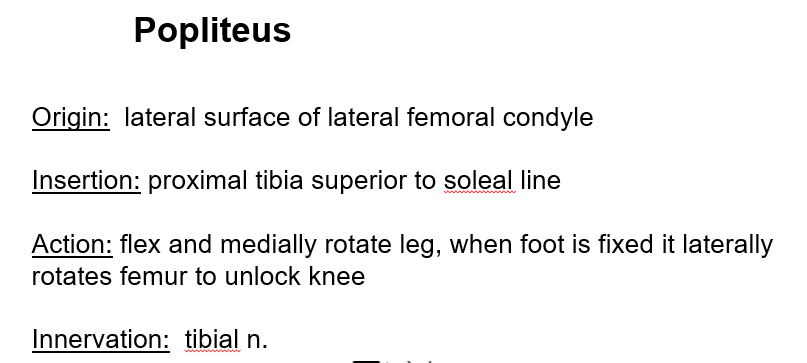 Popliteus
Origin: lateral surface of lateral femoral condyle
Insertion: proximal tibia superior to soleal line
Action: flex and medially rotate leg, when foot is fixed it laterally
rotates femur to unlock knee
Innervation: tibial n.